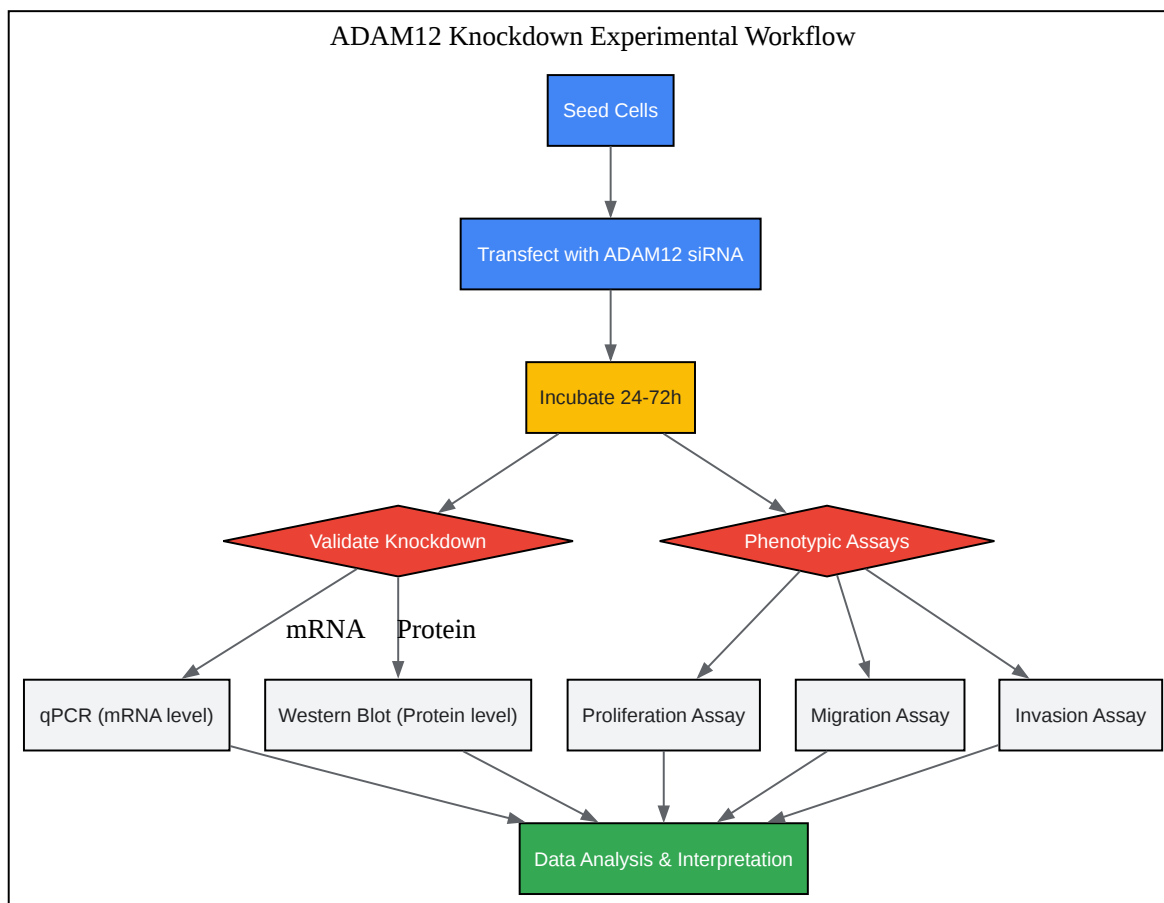 ADAM12 Knockdown Experimental Workflow
Seed Cells
Transfect with ADAM12 siRNA
Incubate 24-72h
Validate Knockdown
Phenotypic Assays
mRNA
Protein
qPCR (mRNA level)
Western Blot (Protein level)
Proliferation Assay
Migration Assay
Invasion Assay
Data Analysis & Interpretation